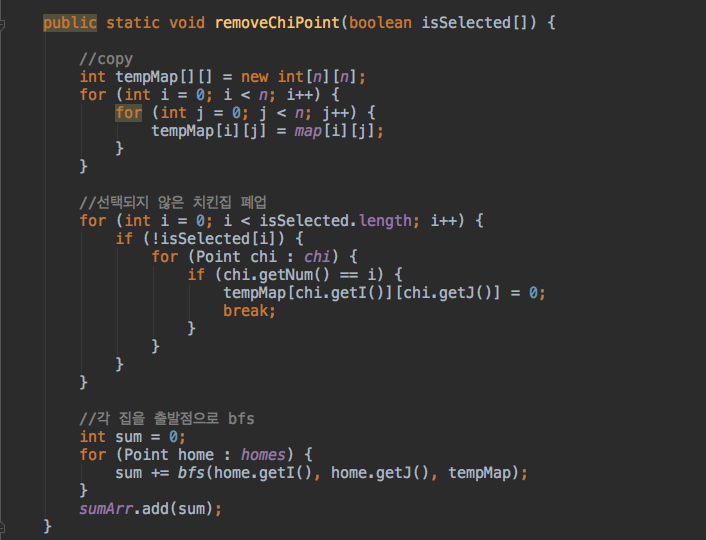 public static void removeChiPoint(boolean isSelected[]) {
//copy
int tempMap[][] = new int[n][n];
for (int i = 0; i < n; i++) {
for (int j = 0; j < n; j++) {
tempMap[i][j] = map[i][j];
}
}
//선택되지 않은 치킨집 폐업
for (int i = 0; i < isSelected.length; i++) {
if (!isSelected[i]) {
for (Point chi : chi) {
if (chi.getNum() == i) {
tempMap[chi.getI()][chi.getJ()] = 0;
break;
}
}
}
}
//각 집을 출발점으로 bfs
int sum = 0;
for (Point home : homes) {
sum += bfs(home.getI(), home.getJ(), tempMap);
}
sumArr.add(sum);
}